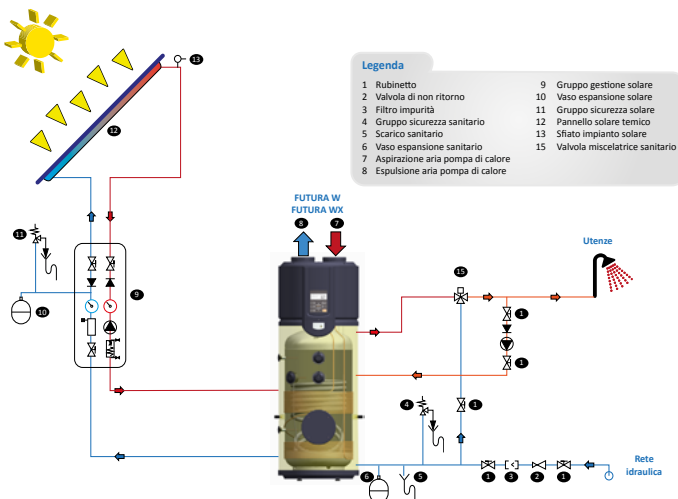 13
Legenda
1 Rubinetto
2 Valvola di non ritorno
3 Filtro impurità
4 Gruppo sicurezza sanitario
5 Scarico sanitario
6 Vaso espansione sanitario
7 Aspirazione aria pompa di calore
8 Espulsione aria pompa di calore
9 Gruppo gestione solare
10 Vaso espansione solare
11 Gruppo sicurezza solare
12 Pannello solare temico
13 Sfiato impianto solare
15 Valvola miscelatrice sanitario
12
FUTURA W
FUTURA WX
8 7
11
Utenze
15
9
10
1
1
4
1
Rete
idraulica
6 5 1 3 2 1